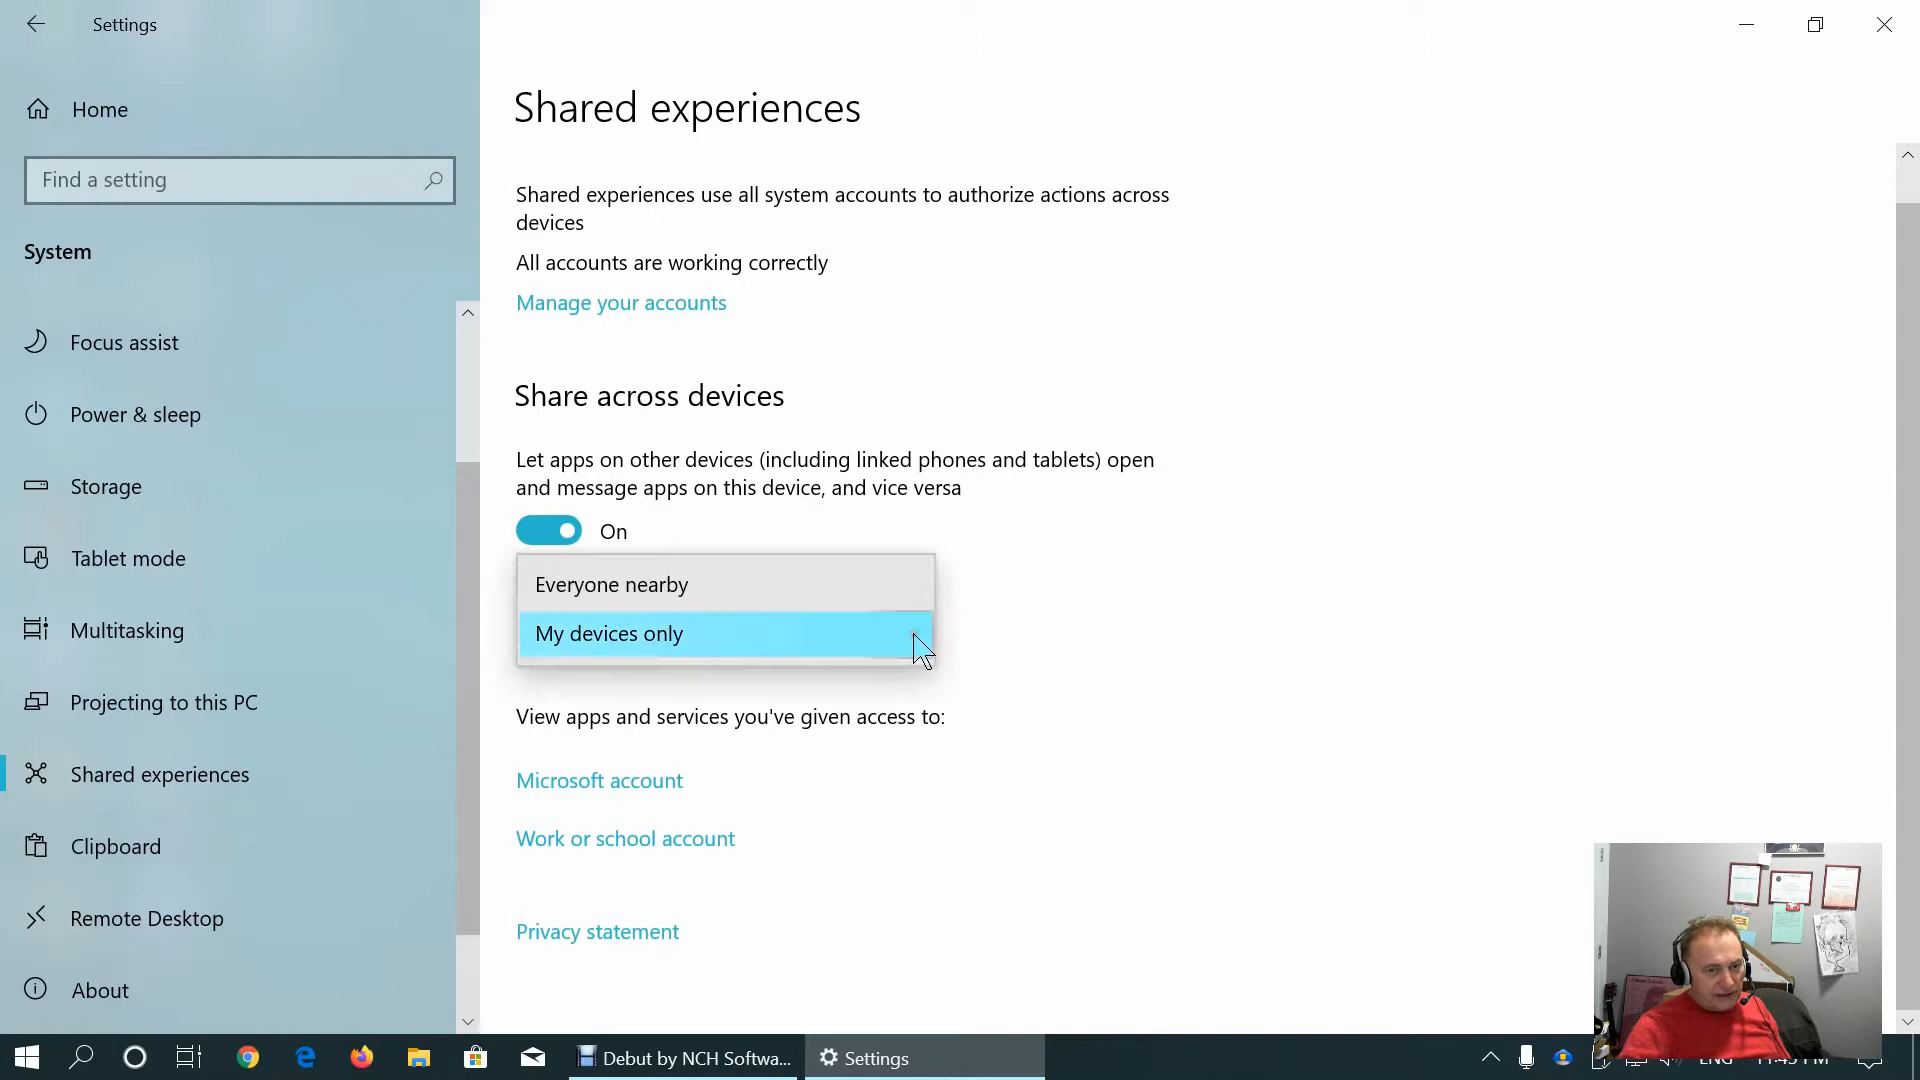 Settings
Home
Find a setting
System
Focus assist
Power & sleep
Storage
Tablet mode
Multitasking
Projecting to this PC
Shared experiences
Clipboard
Remote Desktop
About
Shared experiences
Shared experiences use all system accounts to authorize actions across
devices
All accounts are working correctly
Manage your accounts
Share across devices
Let apps on other devices (including linked phones and tablets) open
and message apps on this device, and vice versa
On
Everyone nearby
My devices only
View apps and services you've given access to:
Microsoft account
Work or school account
Privacy statement
Debut by NCH Softwa...
Settings